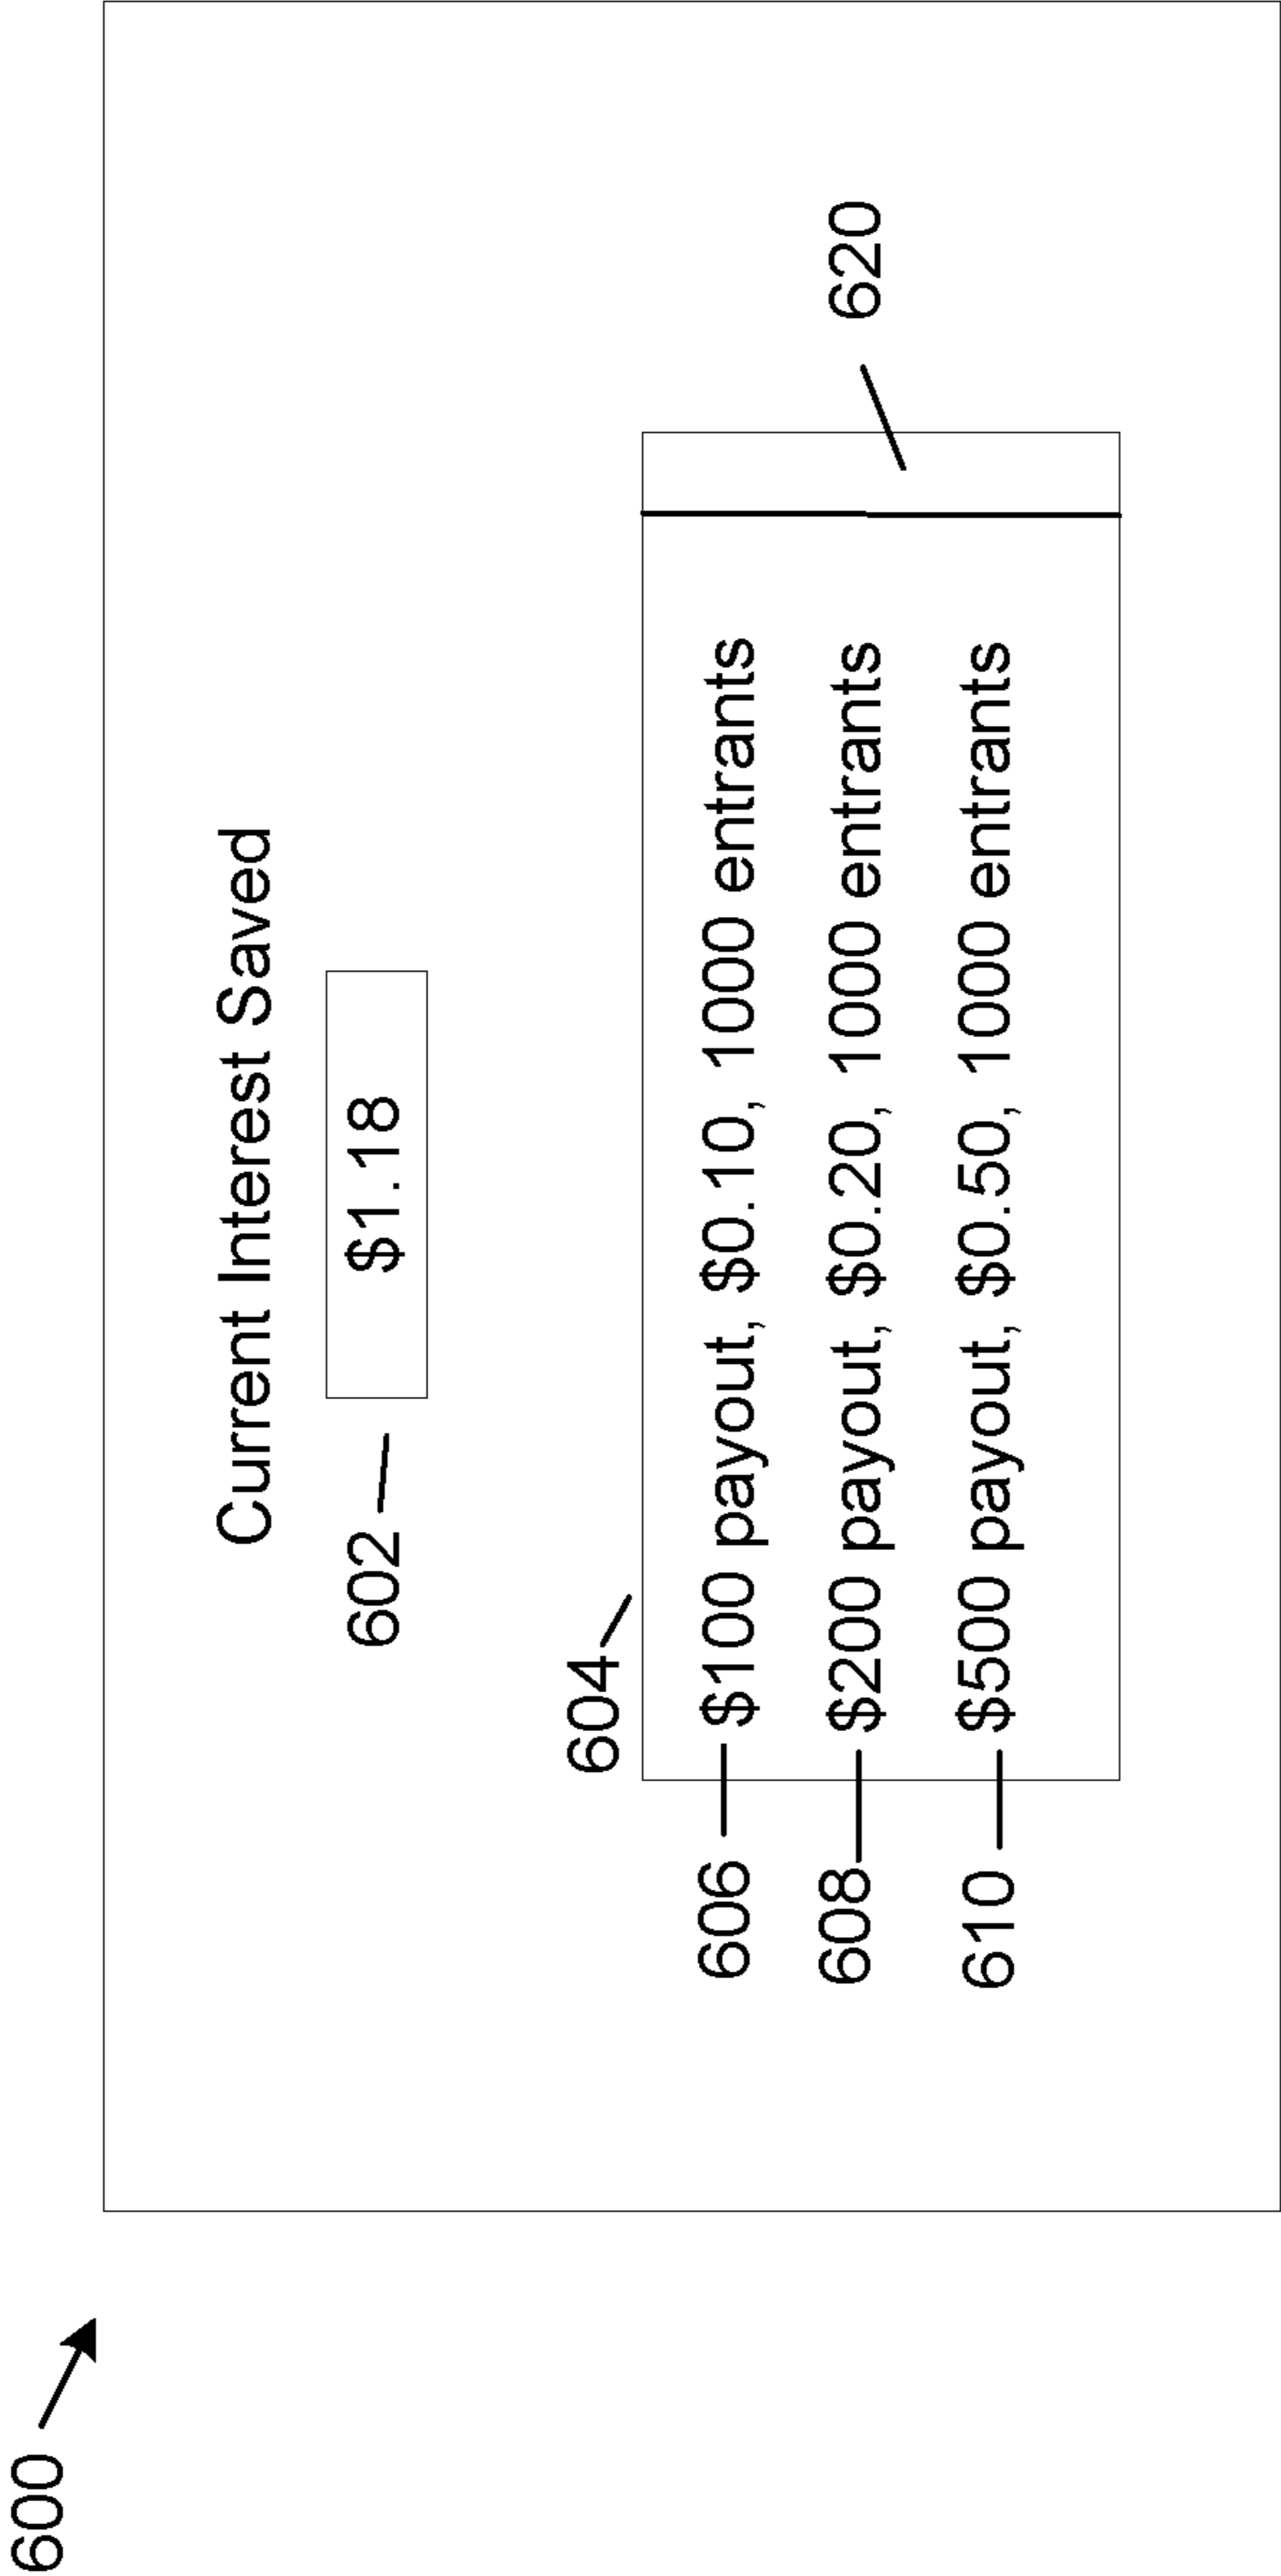 600
Current Interest Saved
602
$1.18
604
606
$100 payout, $0.10, 1000 entrants
608
$200 payout, $0.20, 1000 entrants
620
610
$500 payout, $0.50, 1000 entrants